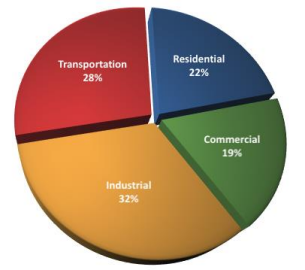 Transportation
28%
Residential
22%
Commercial
19%
Industrial
32%